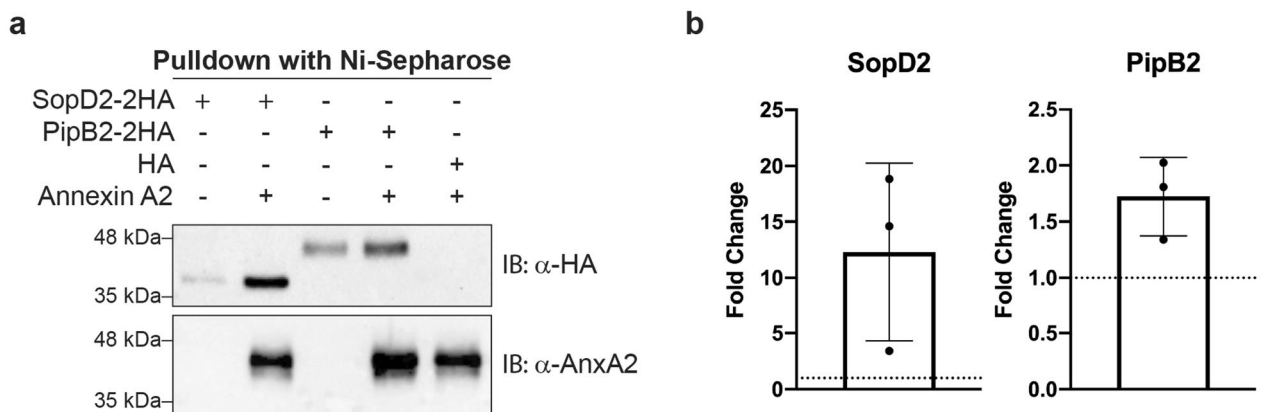 a
Pulldown with Ni-Sepharose
SopD2-2HA + + - - -
PipB2-2HA - - + + -
HA - - - - +
Annexin A2 - + - + +
48 kDa
35 kDa
IB: α-HA
48 kDa
35 kDa
IB: α-AnxA2
b
SopD2
Fold Change
25
20
15
10
5
0
PipB2
Fold Change
2.5
2.0
1.5
1.0
0.5
0.0